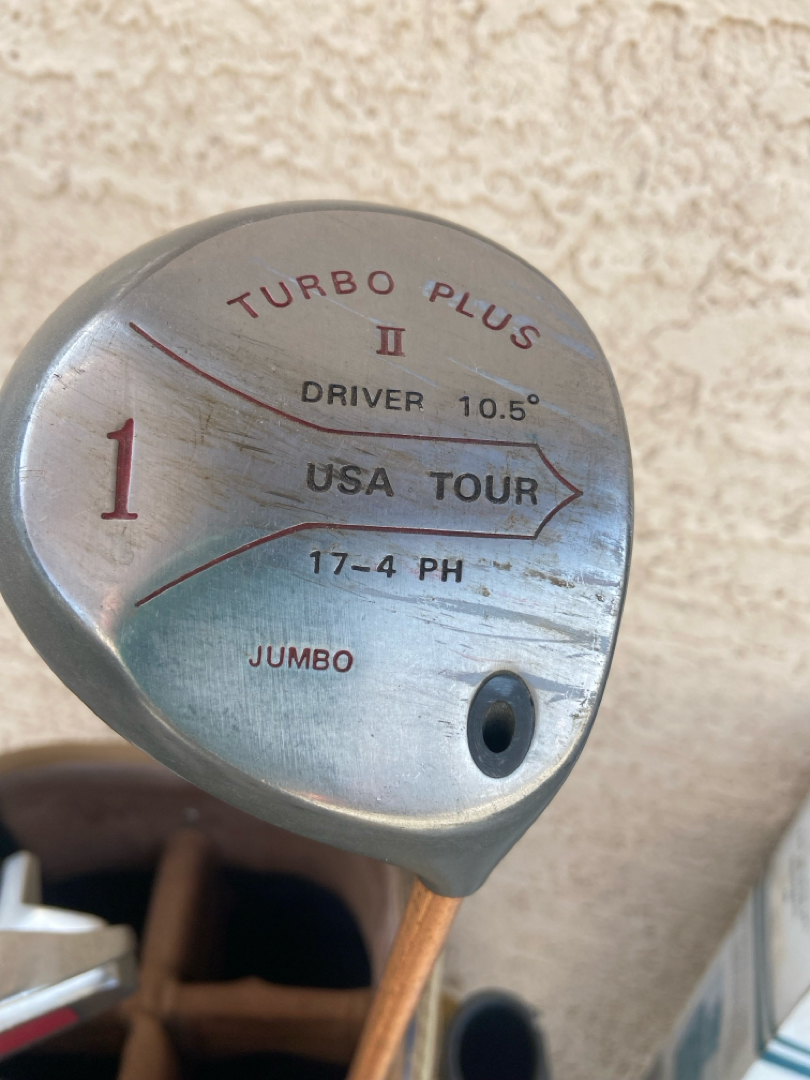 TURBO PLUS
II
DRIVER 10.5°
1
USA TOUR
17-4 PH
JUMBO